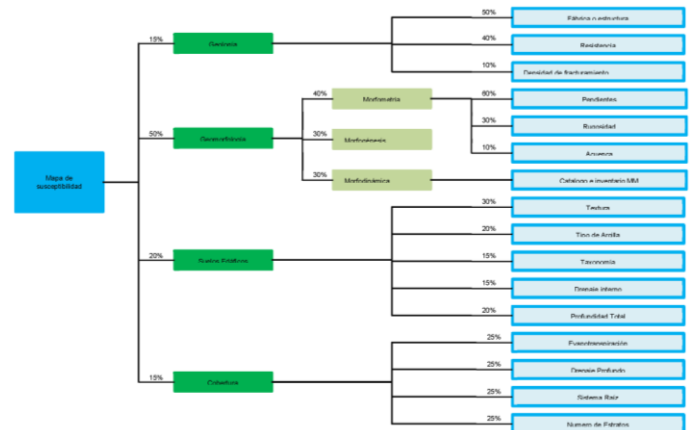 50%
Fábrica o estructura
15%
Geología
40%
Resistencia
10%
Densidad de fracturamiento
40%
Morfometría
60%
Pendientes
50%
Geomorfología
30%
Morfogénesis
30%
Rugosidad
10%
Acuenca
30%
Morfodinámica
Catálogo e inventario MM
Mapa de
susceptibilidad
30%
Textura
20%
Tipo de Arcilla
20%
Suelos Edáficos
15%
Taxonomía
15%
Drenaje Interno
20%
Profundidad Total
25%
Evapotranspiración
15%
Cobertura
25%
Drenaje Profundo
25%
Sistema Raíz
25%
Numero de Estratos